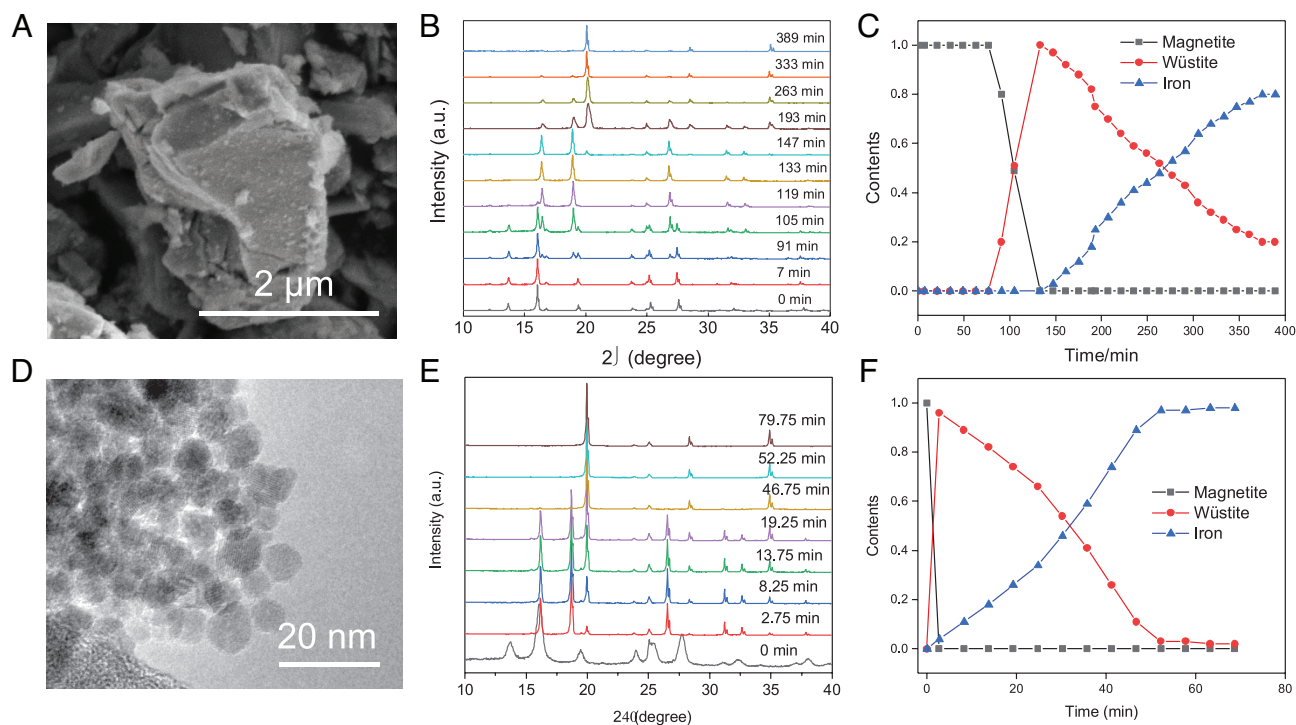 A
2 µm
B
Intensity (a.u.)
389 min
333 min
263 min
193 min
147 min
133 min
119 min
105 min
91 min
7 min
0 min
10 15 20 25 30 35 40
2⌡ (degree)
C
Contents
1.0
0.8
0.6
0.4
0.2
0.0
Magnetite
Wüstite
Iron
0 50 100 150 200 250 300 350 400
Time/min
D
20 nm
E
Intensity (a.u.)
79.75 min
52.25 min
46.75 min
19.25 min
13.75 min
8.25 min
2.75 min
0 min
10 15 20 25 30 35 40
F
Contents
1.0
0.8
0.6
0.4
0.2
0.0
Magnetite
Wüstite
Iron
0 20 40 60 80
Time (min)